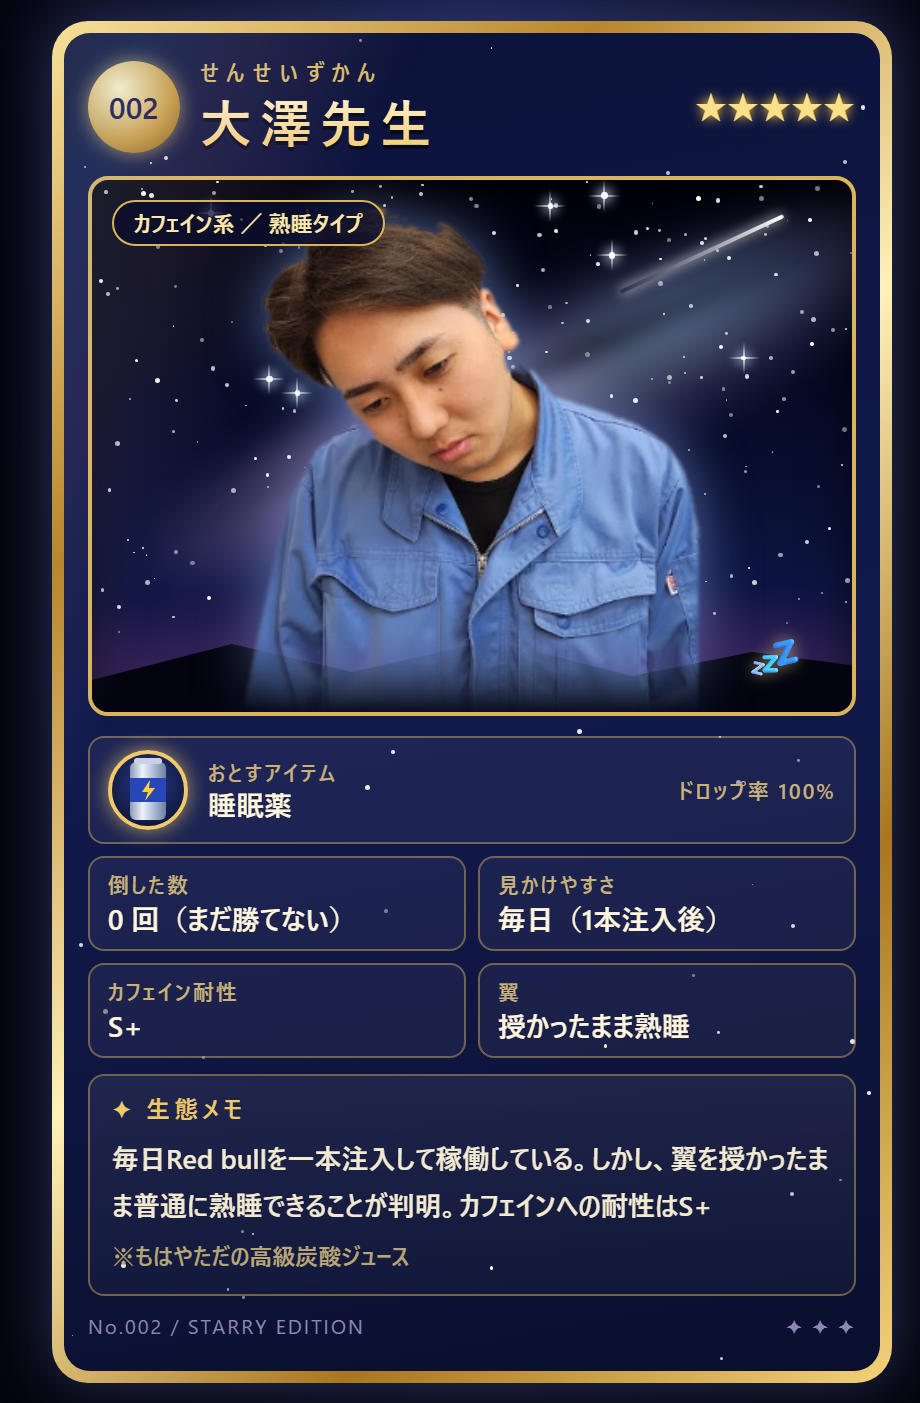 002
せんせいずかん
大澤先生
★★★★★
カフェイン系 ／ 熟睡タイプ
zzZ
おとすアイテム
睡眠薬
ドロップ率 100%
倒した数
0 回（まだ勝てない）
見かけやすさ
毎日（1本注入後）
カフェイン耐性
S+
翼
授かったまま熟睡
✦ 生態メモ
毎日Red bullを一本注入して稼働している。しかし、翼を授かったま
ま普通に熟睡できることが判明。カフェインへの耐性はS+
※もはやただの高級炭酸ジュース
No.002 / STARRY EDITION
✦ ✦ ✦